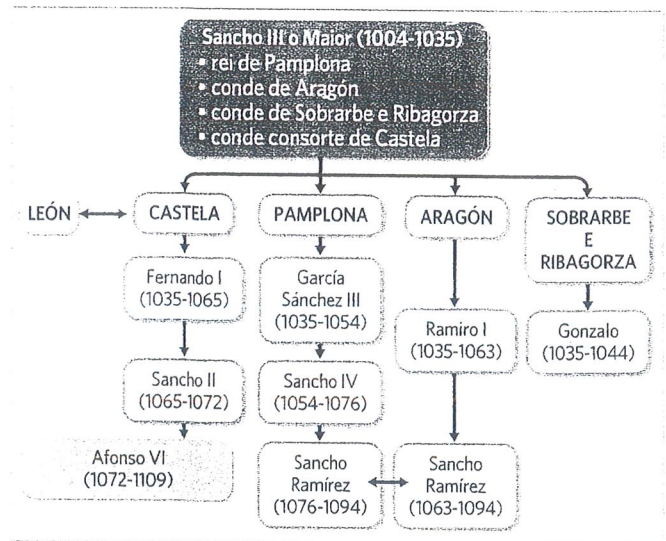 Sancho III o Maior (1004-1035)
▪ rei de Pamplona
▪ conde de Aragón
▪ conde de Sobrarbe e Ribagorza
▪ conde consorte de Castela
LEÓN
CASTELA
Fernando I
(1035-1065)
Sancho II
(1065-1072)
Afonso VI
(1072-1109)
PAMPLONA
García
Sánchez III
(1035-1054)
Sancho IV
(1054-1076)
Sancho
Ramírez
(1076-1094)
ARAGÓN
Ramiro I
(1035-1063)
Sancho
Ramírez
(1063-1094)
SOBRARBE
E
RIBAGORZA
Gonzalo
(1035-1044)